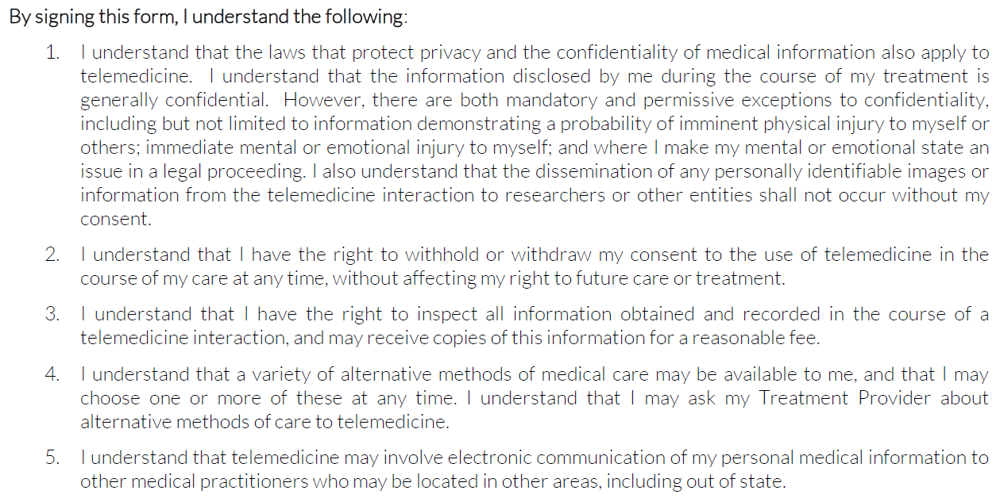 By signing this form, I understand the following:
1. I understand that the laws that protect privacy and the confidentiality of medical information also apply to
telemedicine. I understand that the information disclosed by me during the course of my treatment is
generally confidential. However, there are both mandatory and permissive exceptions to confidentiality,
including but not limited to information demonstrating a probability of imminent physical injury to myself or
others; immediate mental or emotional injury to myself; and where I make my mental or emotional state an
issue in a legal proceeding. I also understand that the dissemination of any personally identifiable images or
information from the telemedicine interaction to researchers or other entities shall not occur without my
consent.
2. I understand that I have the right to withhold or withdraw my consent to the use of telemedicine in the
course of my care at any time, without affecting my right to future care or treatment.
3. I understand that I have the right to inspect all information obtained and recorded in the course of a
telemedicine interaction, and may receive copies of this information for a reasonable fee.
4. I understand that a variety of alternative methods of medical care may be available to me, and that I may
choose one or more of these at any time. I understand that I may ask my Treatment Provider about
alternative methods of care to telemedicine.
5. I understand that telemedicine may involve electronic communication of my personal medical information to
other medical practitioners who may be located in other areas, including out of state.